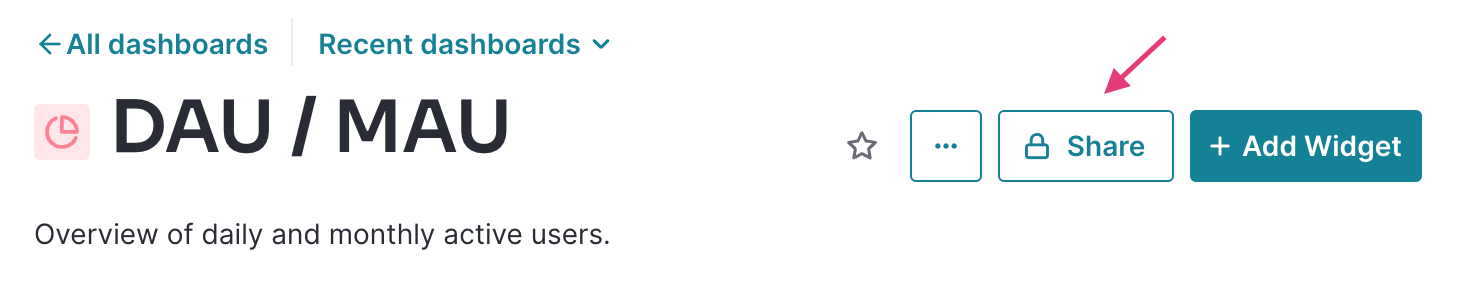 All dashboards Recent dashboards
DAU / MAU
... Share + Add Widget
Overview of daily and monthly active users.